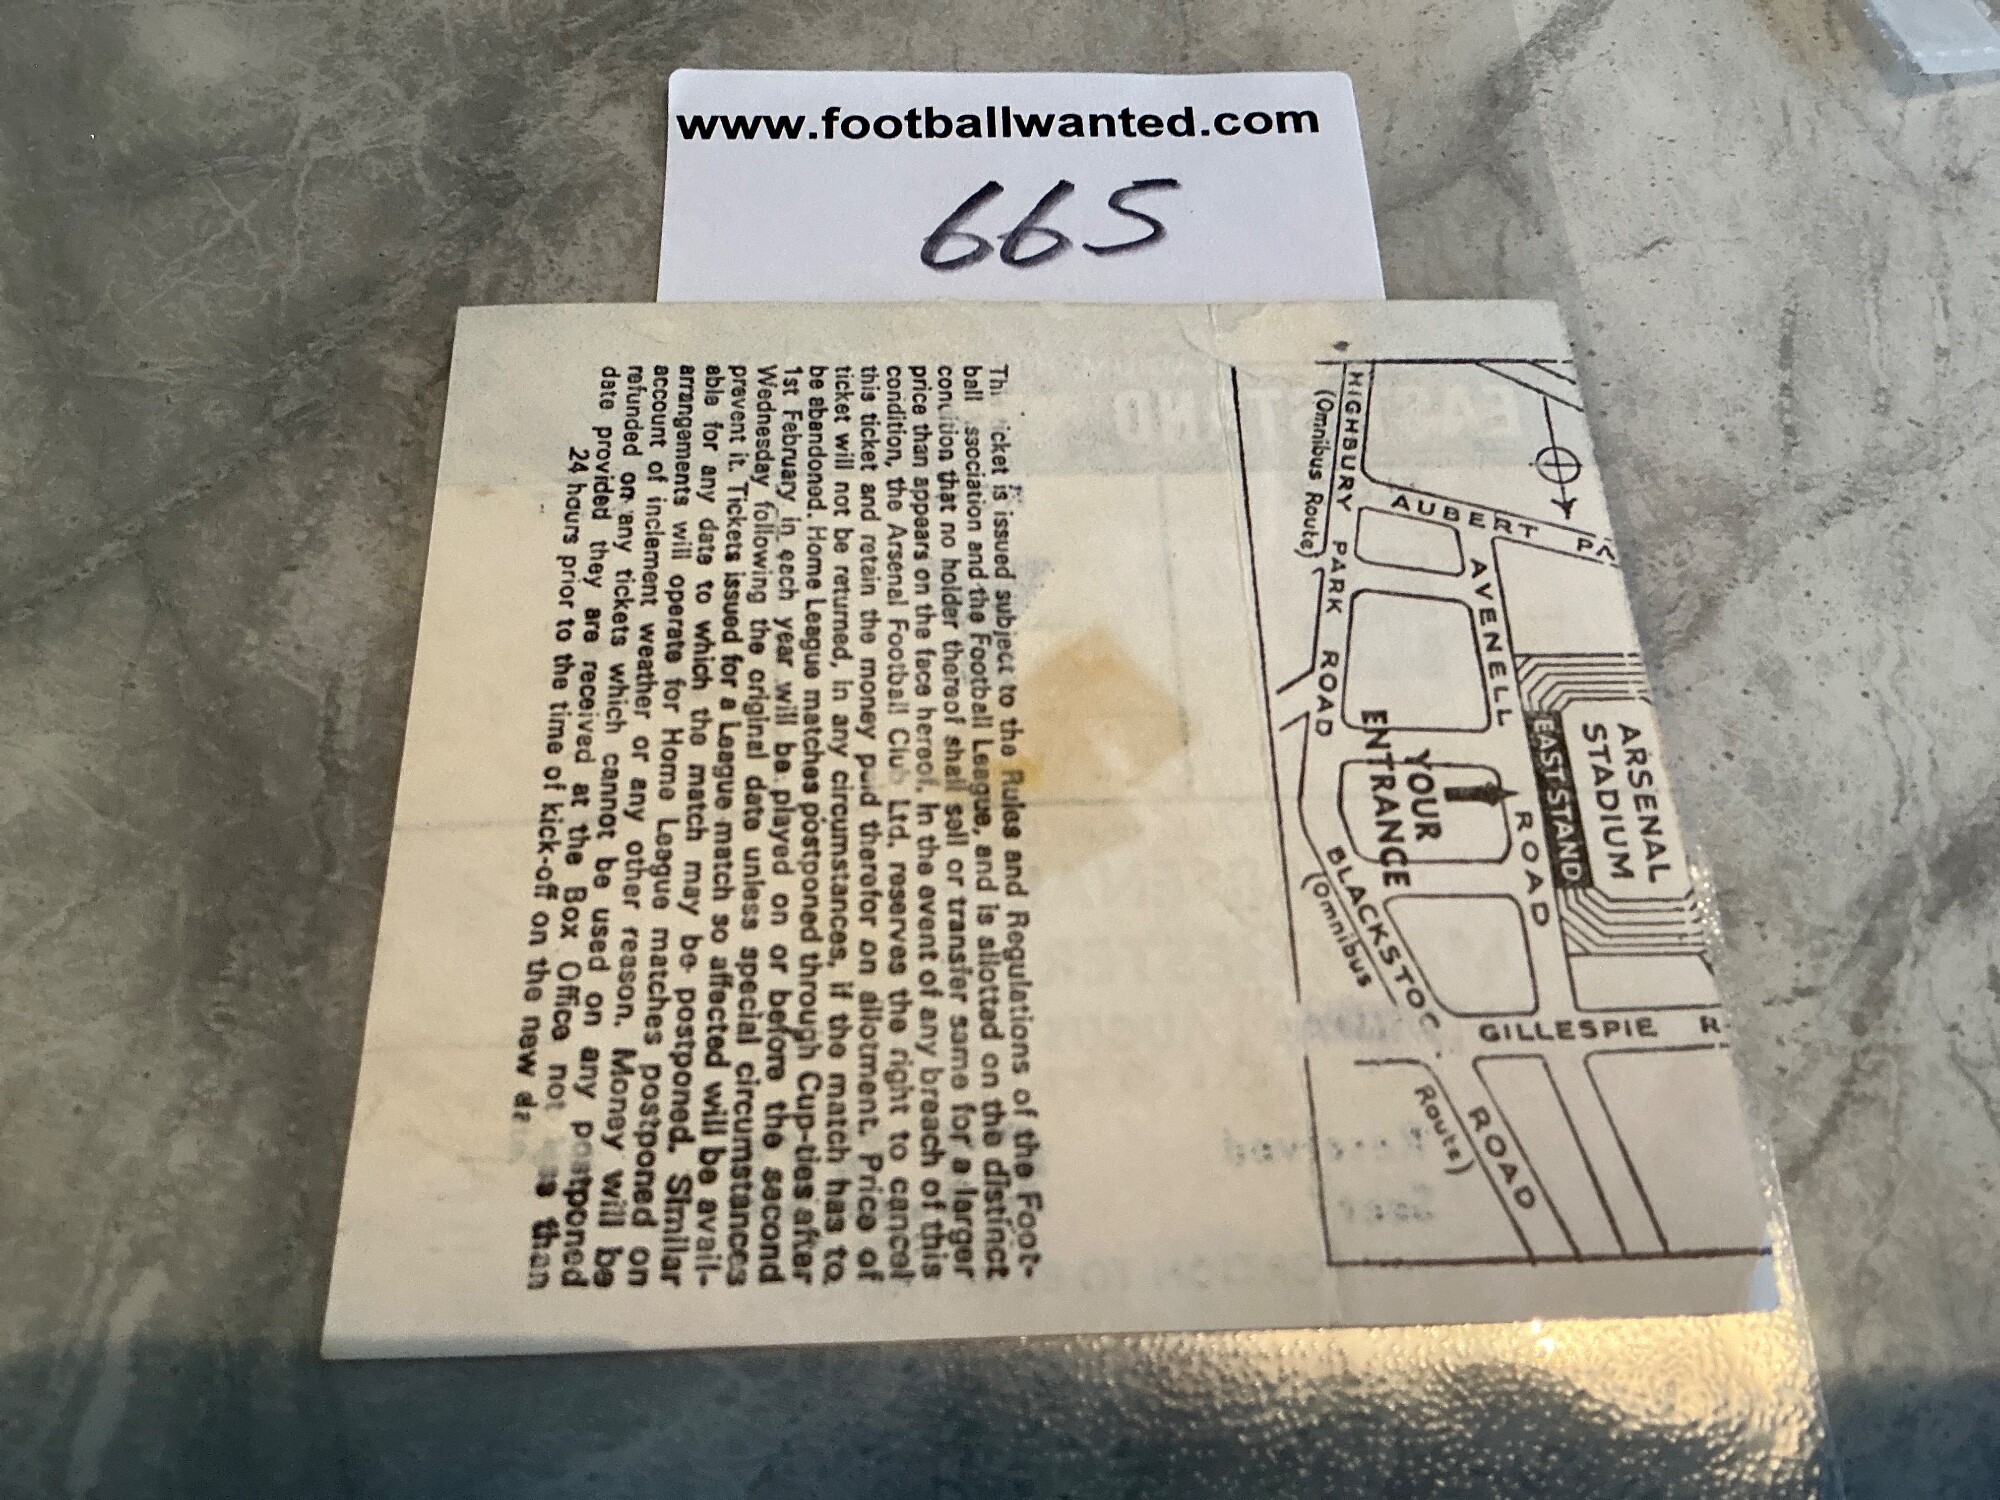 www.footballwanted.com
665
ARSENAL
STADIUM
EAST STAND
AUBERT PK
AVENELL ROAD
HIGHBURY PARK ROAD
(Omnibus Route)
YOUR
ENTRANCE
GILLESPIE R
BLACKSTOC ROAD
(Omnibus Route)
Th icket is issued subject to the Rules and Regulations of the Foot-
ball ssociation and the Football League, and is allotted on the distinct
condition that no holder thereof shall sell or transfer same for a larger
price than appears on the face hereof. In the event of any breach of this
condition, the Arsenal Football Club Ltd. reserves the right to cancel
this ticket and retain the money paid therefor on allotment. Price of
ticket will not be returned, in any circumstances, if the match has to
be abandoned. Home League matches postponed through Cup-ties after
1st February in each year will be played on or before the second
Wednesday following the original date unless special circumstances
prevent it. Tickets issued for a League match so affected will be avail-
able for any date to which the match may be postponed. Similar
arrangements will operate for Home League matches postponed on
account of inclement weather or any other reason. Money will be
refunded on any tickets which cannot be used on any postponed
date provided they are received at the Box Office not less than
24 hours prior to the time of kick-off on the new da